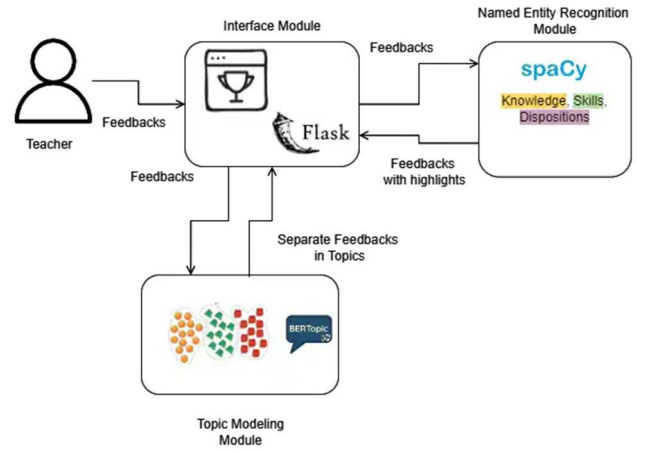 Interface Module
Named Entity Recognition
Module
Feedbacks
spaCy
Knowledge, Skills,
Dispositions
Flask
Feedbacks
Teacher
Feedbacks
with highlights
Feedbacks
Separate Feedbacks
in Topics
BERTopic
Topic Modeling
Module